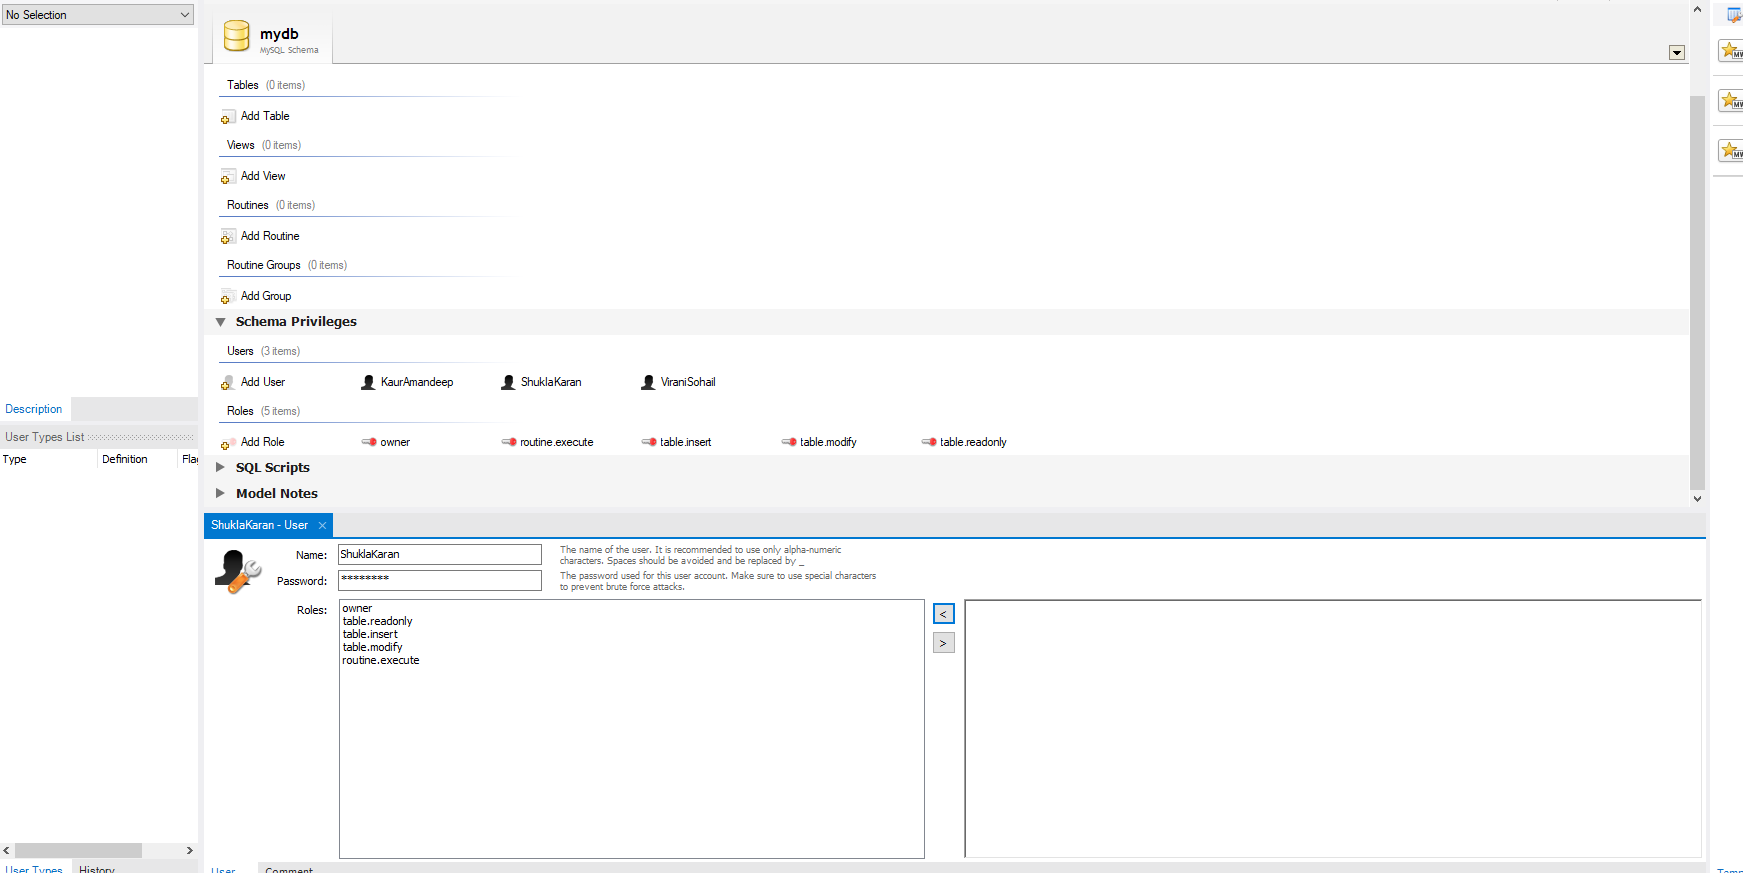 No Selection
mydb
MySQL Schema
Tables (0 items)
Add Table
Views (0 items)
Add View
Routines (0 items)
Add Routine
Routine Groups (0 items)
Add Group
Schema Privileges
Users (3 items)
Add User KaurAmandeep ShuklaKaran ViraniSohail
Roles (5 items)
Add Role owner routine.execute table.insert table.modify table.readonly
SQL Scripts
Model Notes
Description
User Types List
Type Definition Flag
ShuklaKaran - User
Name: ShuklaKaran
The name of the user. It is recommended to use only alpha-numeric
characters. Spaces should be avoided and be replaced by _
Password: ********
The password used for this user account. Make sure to use special characters
to prevent brute force attacks.
Roles:
owner
table.readonly
table.insert
table.modify
routine.execute
<
>
User Types History
User Comment